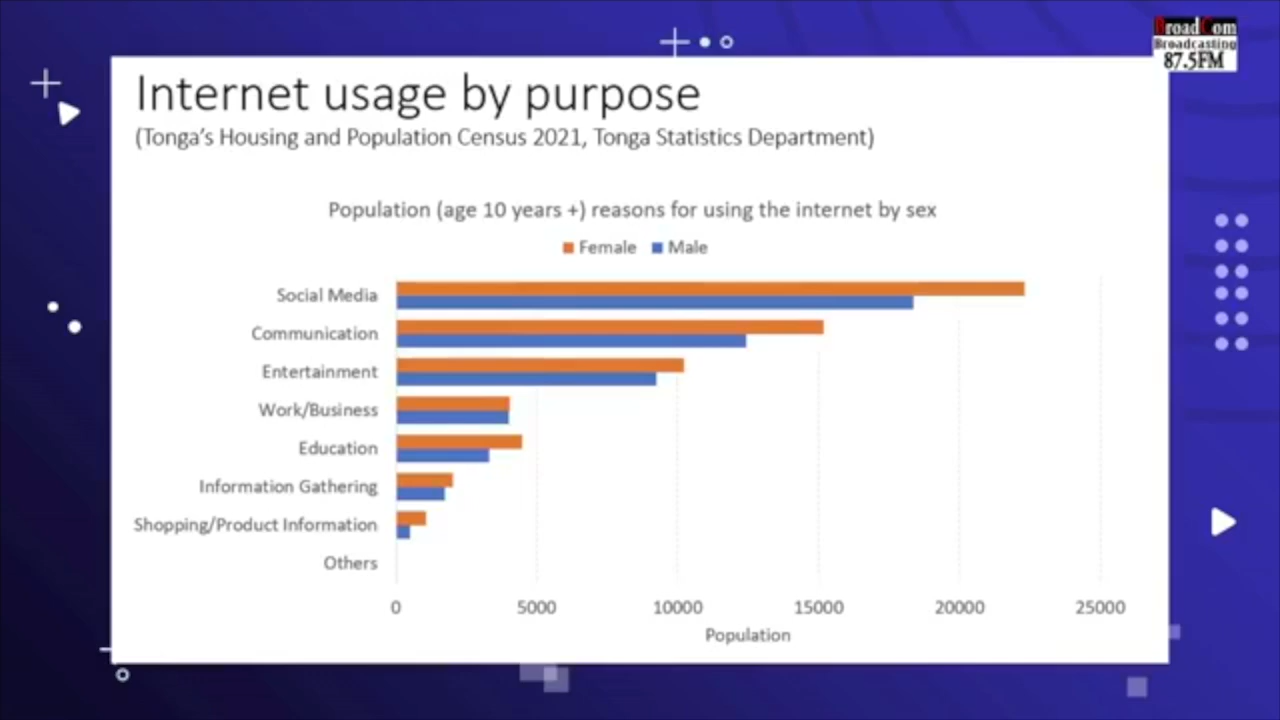 BroadCom
Broadcasting
87.5FM
Internet usage by purpose
(Tonga's Housing and Population Census 2021, Tonga Statistics Department)
Population (age 10 years +) reasons for using the internet by sex
Female Male
Social Media
Communication
Entertainment
Work/Business
Education
Information Gathering
Shopping/Product Information
Others
0 5000 10000 15000 20000 25000
Population